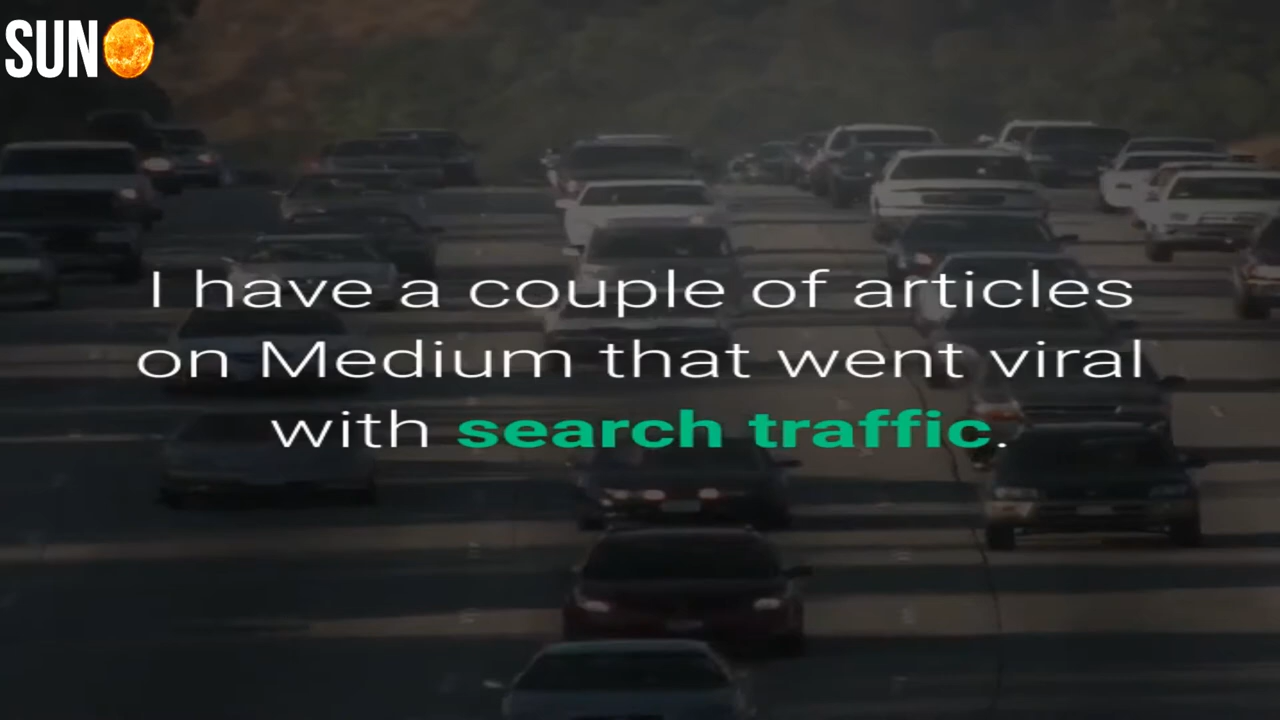 SUN
I have a couple of articles
on Medium that went viral
with search traffic.